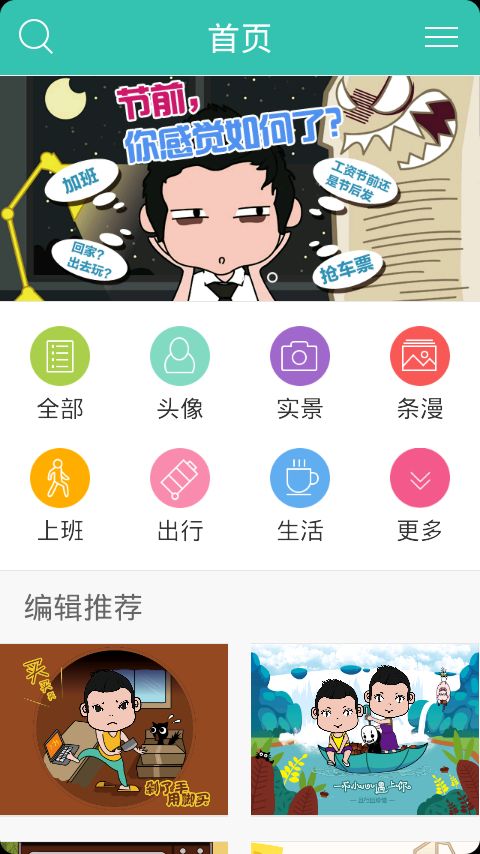 首页
节前，
你感觉如何了？
加班
工资节前还
是节后发
回家？
出去玩？
抢车票
全部
头像
实景
条漫
上班
出行
生活
更多
编辑推荐
买
买
买
剁了手
用脚买